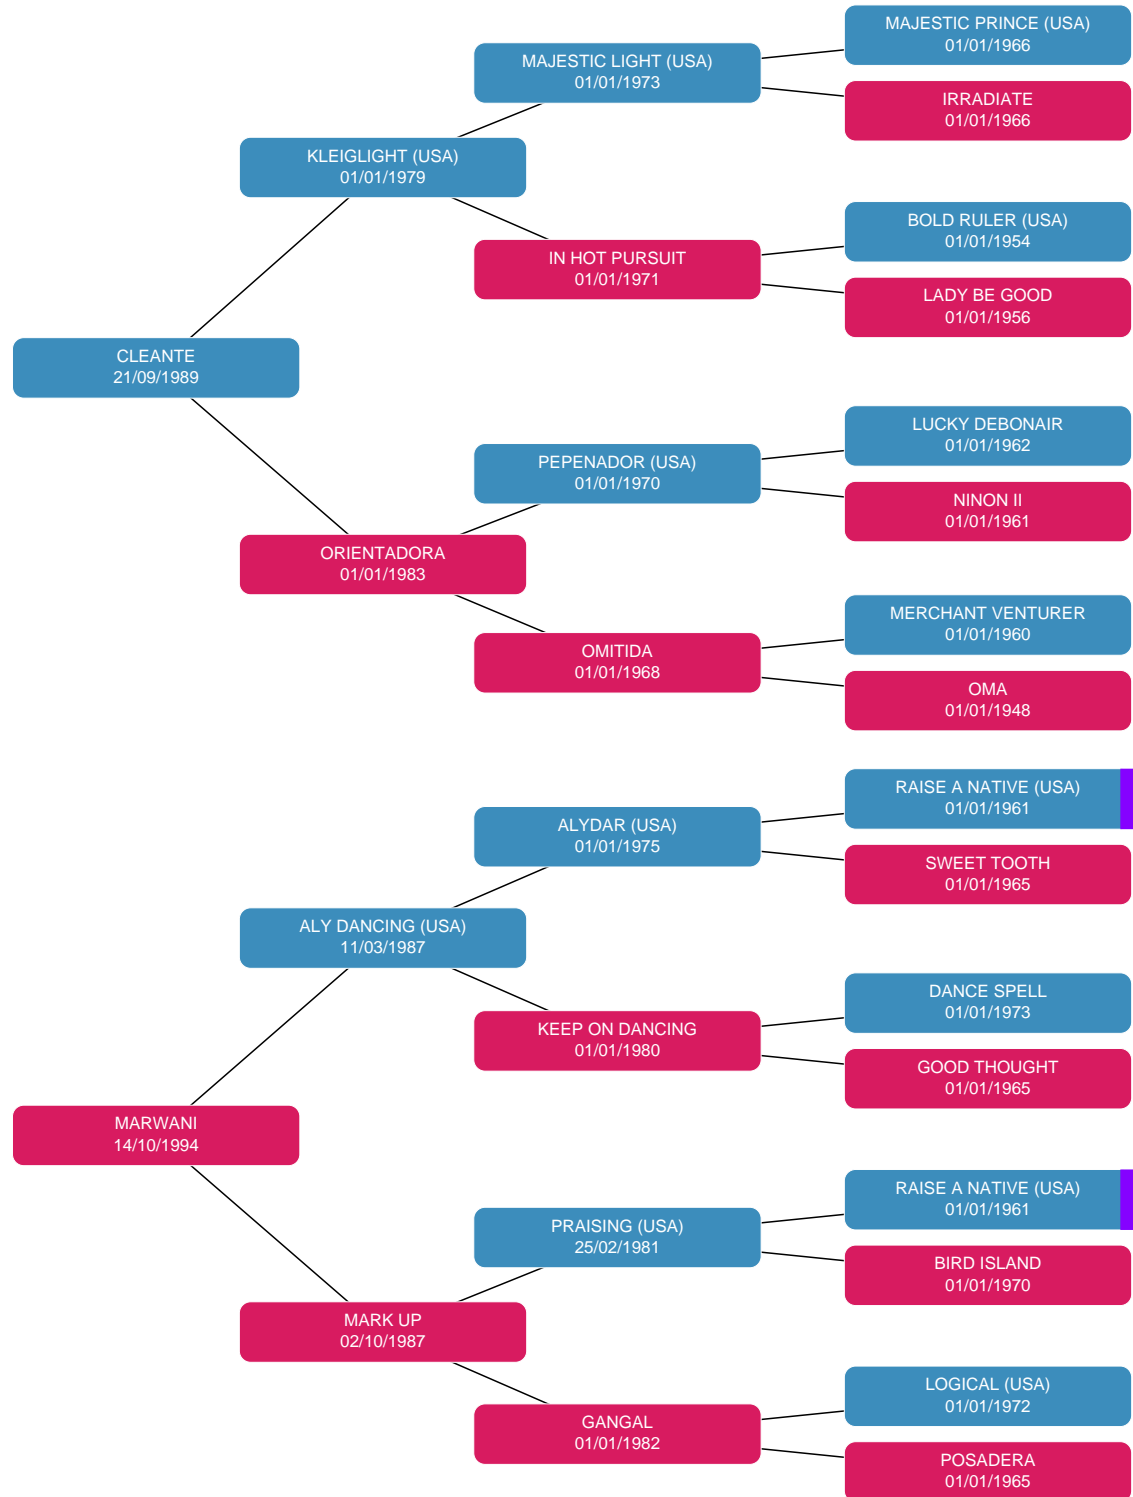 MAJESTIC PRINCE (USA)
01/01/1966
MAJESTIC LIGHT (USA)
01/01/1973
IRRADIATE
01/01/1966
KLEIGLIGHT (USA)
01/01/1979
BOLD RULER (USA)
01/01/1954
IN HOT PURSUIT
01/01/1971
LADY BE GOOD
01/01/1956
CLEANTE
21/09/1989
LUCKY DEBONAIR
01/01/1962
PEPENADOR (USA)
01/01/1970
NINON II
01/01/1961
ORIENTADORA
01/01/1983
MERCHANT VENTURER
01/01/1960
OMITIDA
01/01/1968
OMA
01/01/1948
RAISE A NATIVE (USA)
01/01/1961
ALYDAR (USA)
01/01/1975
SWEET TOOTH
01/01/1965
ALY DANCING (USA)
11/03/1987
DANCE SPELL
01/01/1973
KEEP ON DANCING
01/01/1980
GOOD THOUGHT
01/01/1965
MARWANI
14/10/1994
RAISE A NATIVE (USA)
01/01/1961
PRAISING (USA)
25/02/1981
BIRD ISLAND
01/01/1970
MARK UP
02/10/1987
LOGICAL (USA)
01/01/1972
GANGAL
01/01/1982
POSADERA
01/01/1965